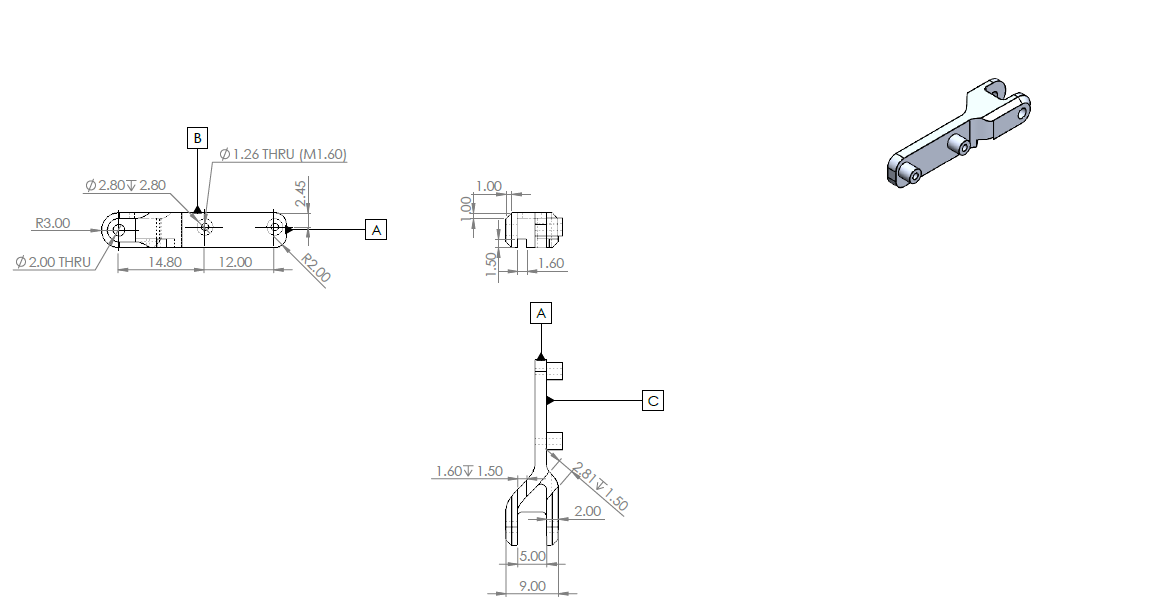 B
⌀1.26 THRU (M1.60)
⌀2.80↧2.80
2.45
R3.00
A
⌀2.00 THRU
14.80
12.00
R2.00
1.00
1.00
1.50
1.60
A
C
1.60↧1.50
2.81↧1.50
2.00
5.00
9.00